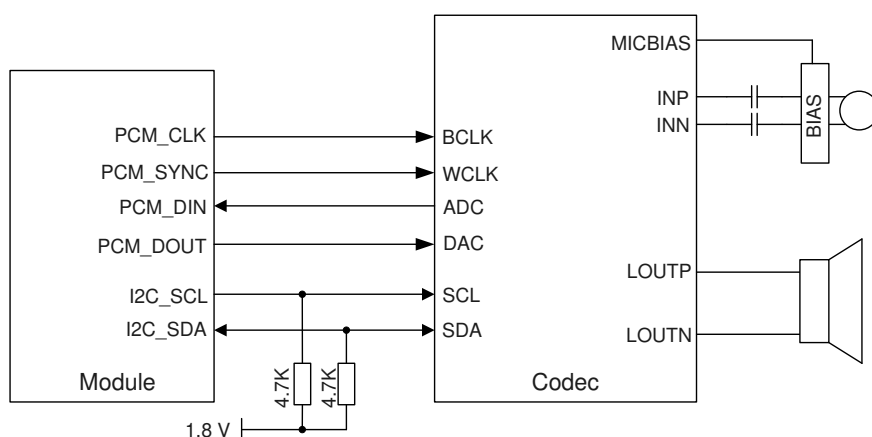 MICBIAS
INP
INN
BIAS
PCM_CLK
BCLK
PCM_SYNC
WCLK
PCM_DIN
ADC
PCM_DOUT
DAC
LOUTP
I2C_SCL
SCL
I2C_SDA
SDA
LOUTN
4.7K
4.7K
Module
Codec
1.8 V